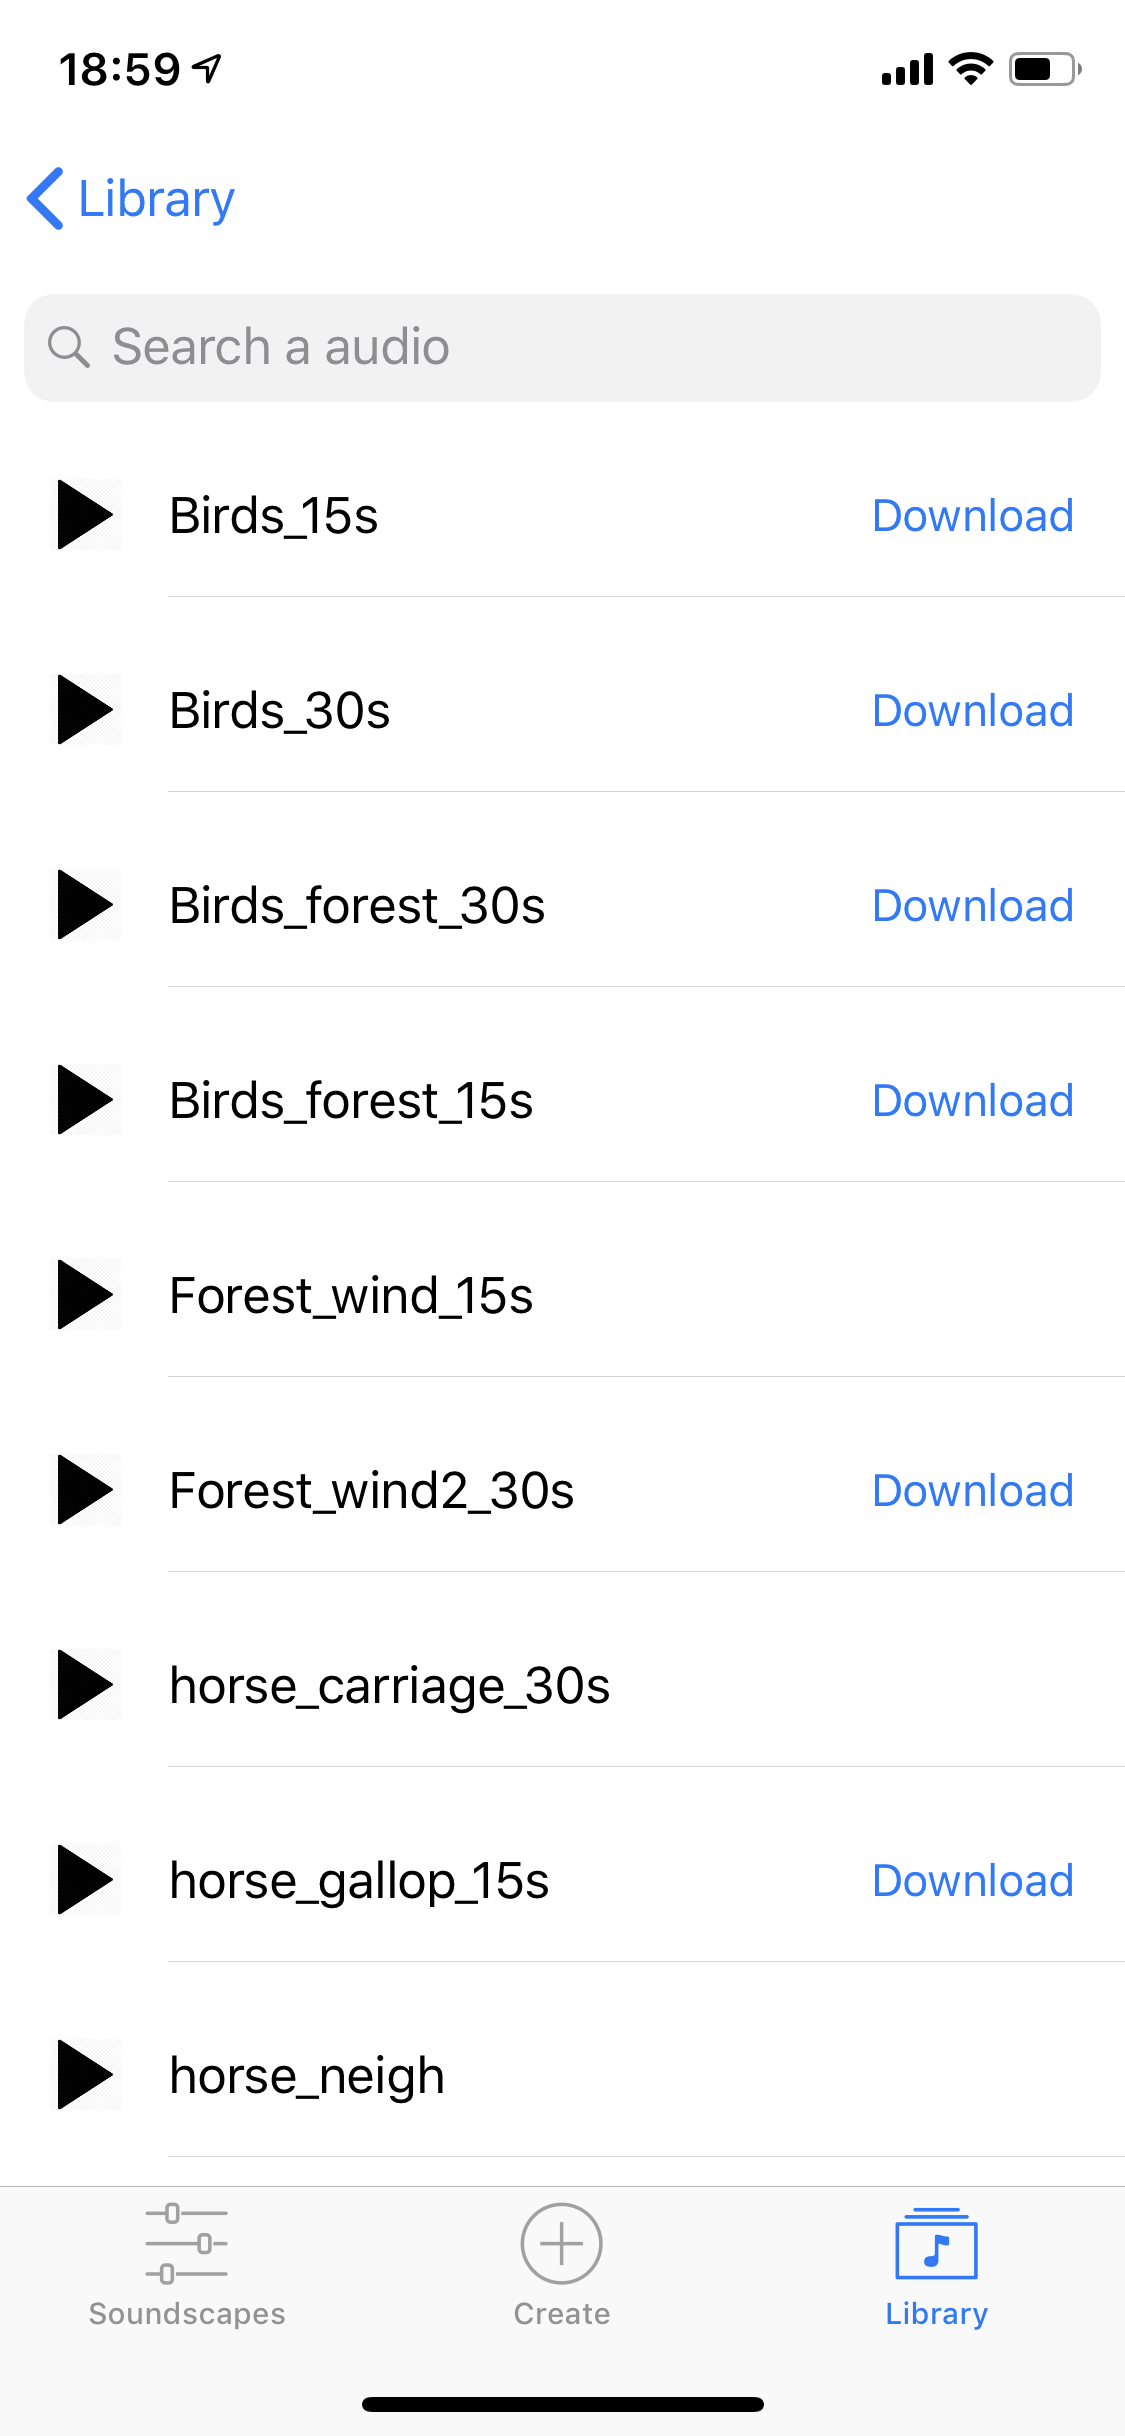 18:59
Library
Search a audio
Birds_15s Download
Birds_30s Download
Birds_forest_30s Download
Birds_forest_15s Download
Forest_wind_15s
Forest_wind2_30s Download
horse_carriage_30s
horse_gallop_15s Download
horse_neigh
Soundscapes Create Library